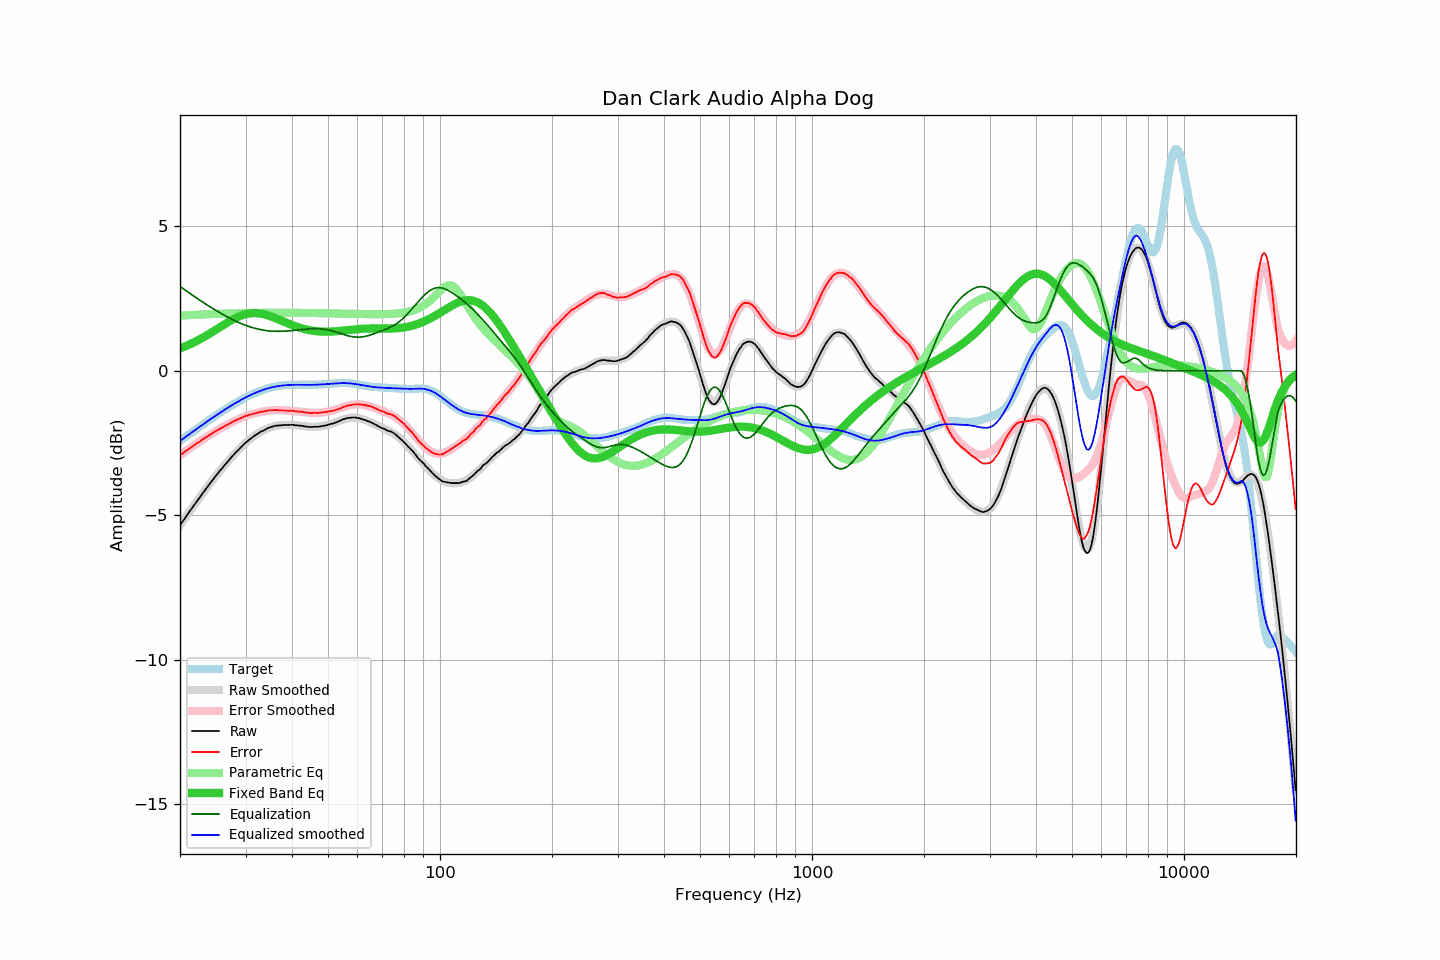 Dan Clark Audio Alpha Dog
Amplitude (dBr)
5
0
−5
−10
−15
Target
Raw Smoothed
Error Smoothed
Raw
Error
Parametric Eq
Fixed Band Eq
Equalization
Equalized smoothed
100 1000 10000
Frequency (Hz)